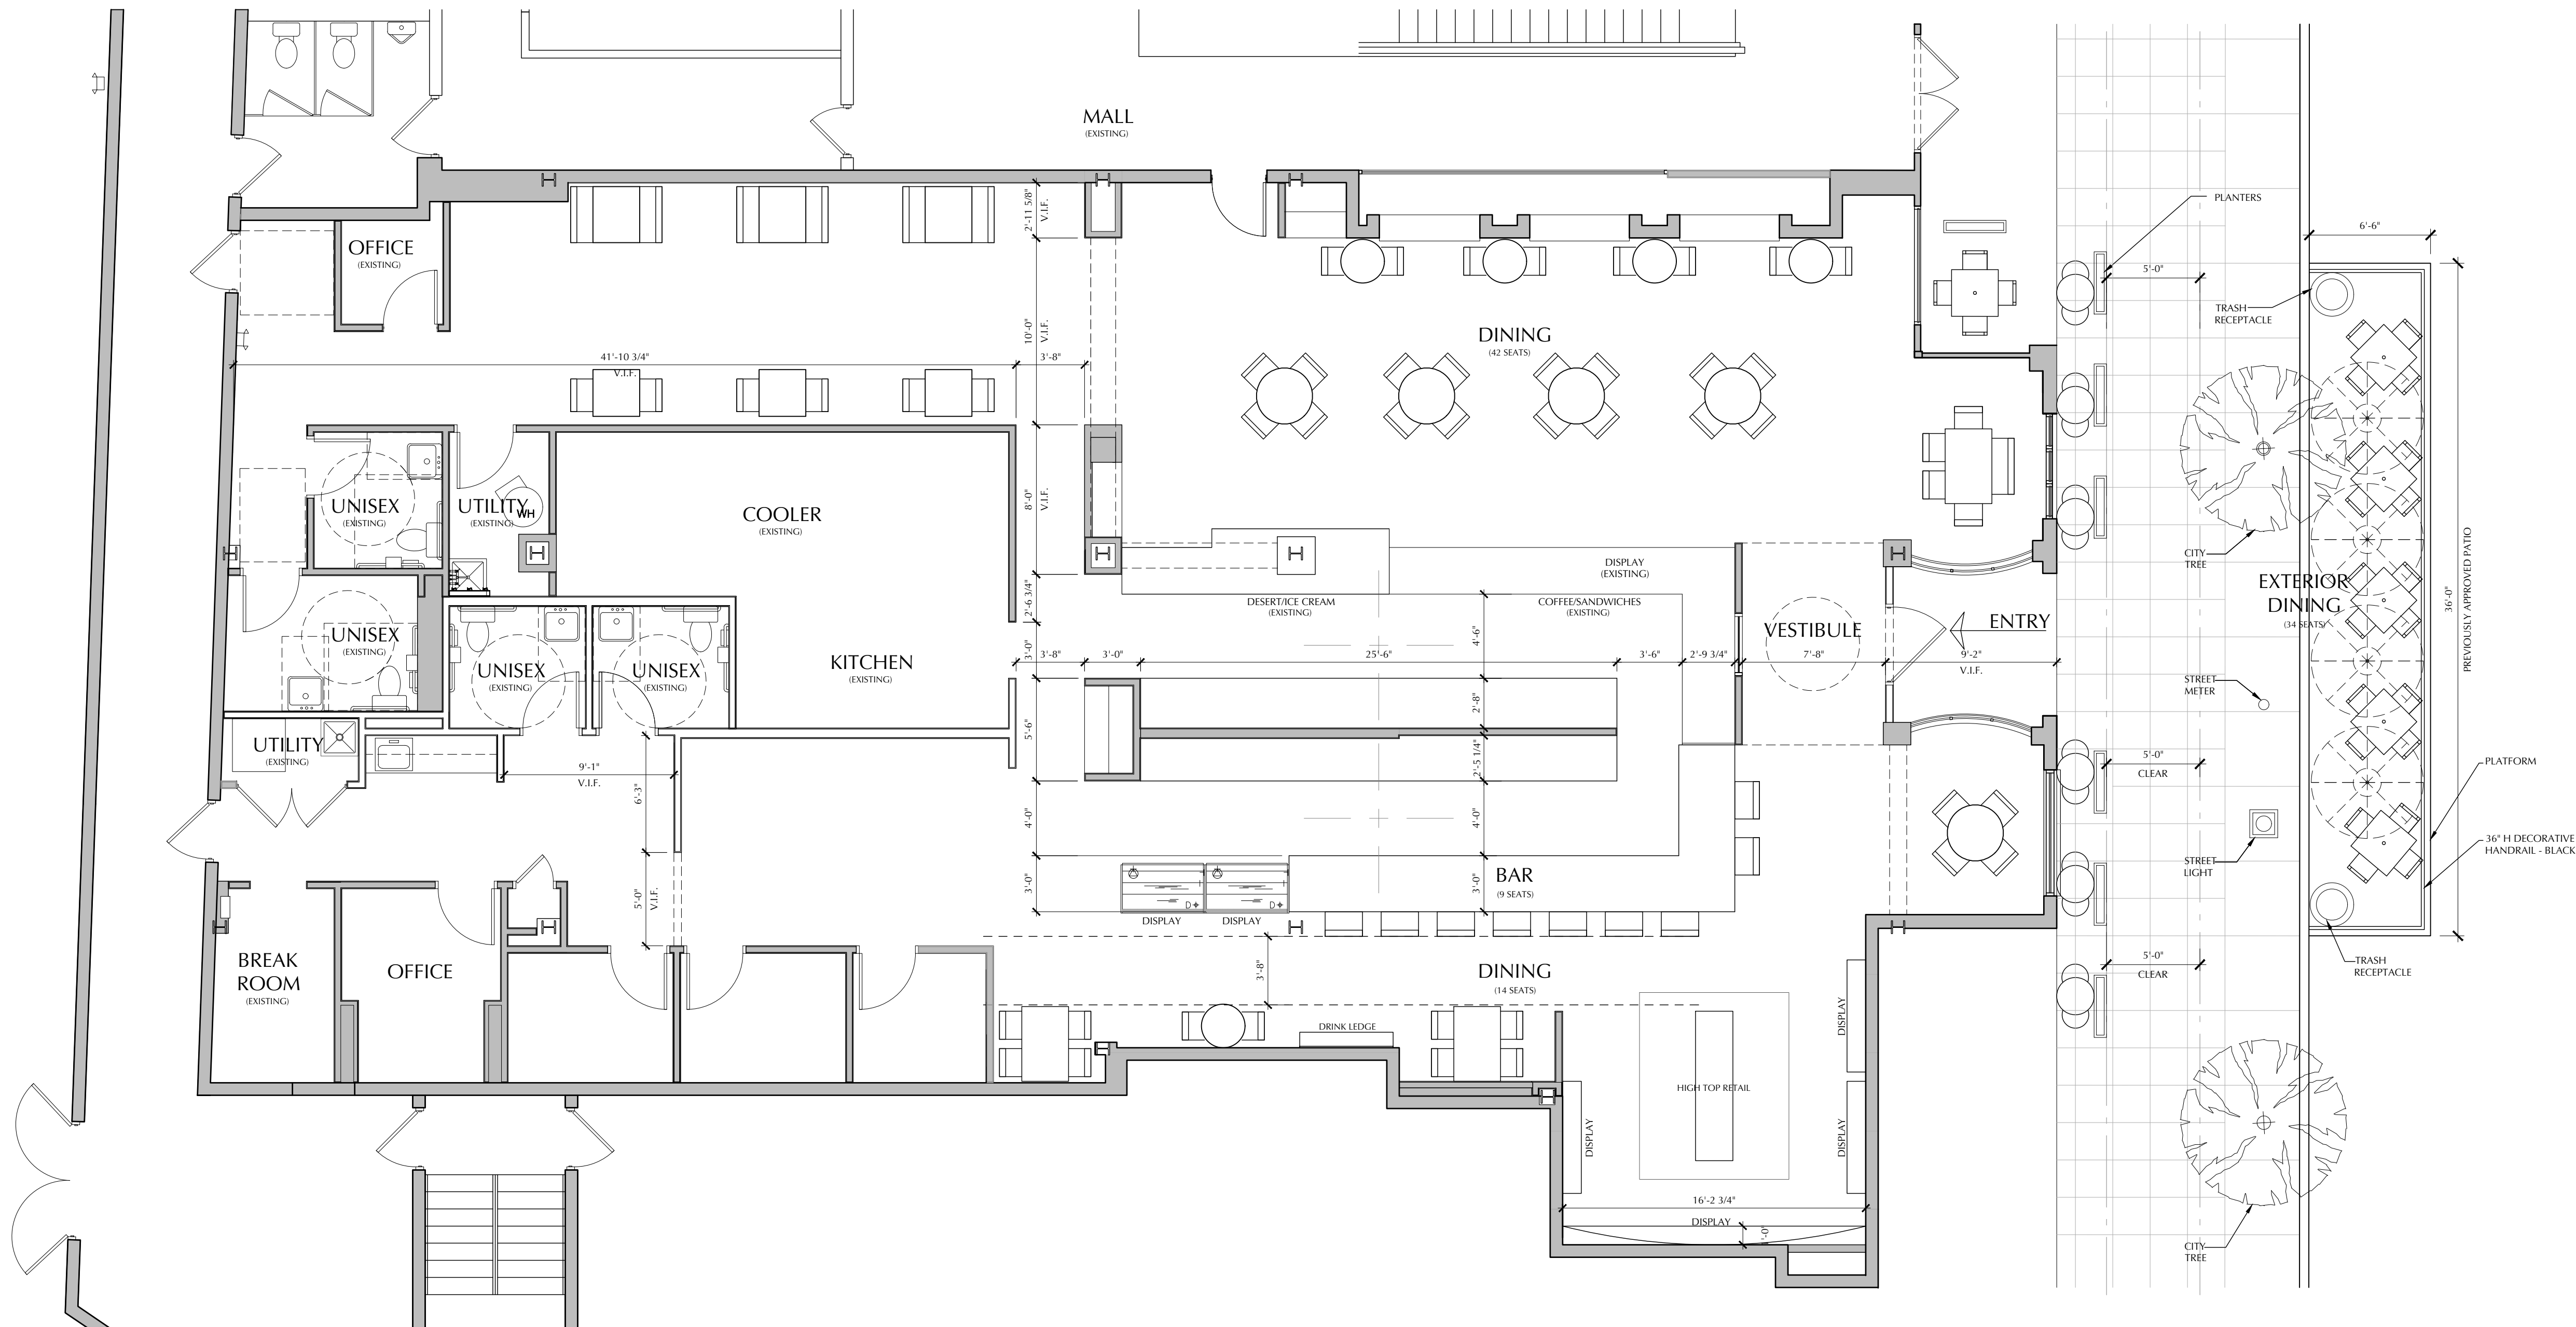 MALL
(EXISTING)
PLANTERS
6'-6"
2'-11 5/8"
V.I.F.
OFFICE
(EXISTING)
5'-0"
TRASH
RECEPTACLE
10'-0"
V.I.F.
DINING
(42 SEATS)
41'-10 3/4"
V.I.F.
3'-8"
8'-0"
V.I.F.
UNISEX
(EXISTING)
UTILITY
(EXISTING)
WH
COOLER
(EXISTING)
CITY
TREE
DISPLAY
(EXISTING)
EXTERIOR
DINING
(34 SEATS)
36'-0"
PREVIOUSLY APPROVED PATIO
2'-6 3/4"
DESERT/ICE CREAM
(EXISTING)
COFFEE/SANDWICHES
(EXISTING)
VESTIBULE
ENTRY
UNISEX
(EXISTING)
UNISEX
(EXISTING)
UNISEX
(EXISTING)
KITCHEN
(EXISTING)
3'-0"
4'-6"
3'-8"
3'-0"
25'-6"
3'-6"
2'-9 3/4"
7'-8"
9'-2"
V.I.F.
STREET
METER
2'-8"
5'-6"
2'-5 1/4"
UTILITY
(EXISTING)
9'-1"
V.I.F.
6'-3"
5'-0"
CLEAR
PLATFORM
4'-0"
4'-0"
36" H DECORATIVE
HANDRAIL - BLACK
STREET
LIGHT
BAR
(9 SEATS)
3'-0"
3'-0"
5'-0"
V.I.F.
D
D
DISPLAY
DISPLAY
BREAK
ROOM
(EXISTING)
OFFICE
3'-8"
DINING
(14 SEATS)
5'-0"
CLEAR
TRASH
RECEPTACLE
DISPLAY
DRINK LEDGE
HIGH TOP RETAIL
DISPLAY
DISPLAY
16'-2 3/4"
DISPLAY
CITY
TREE